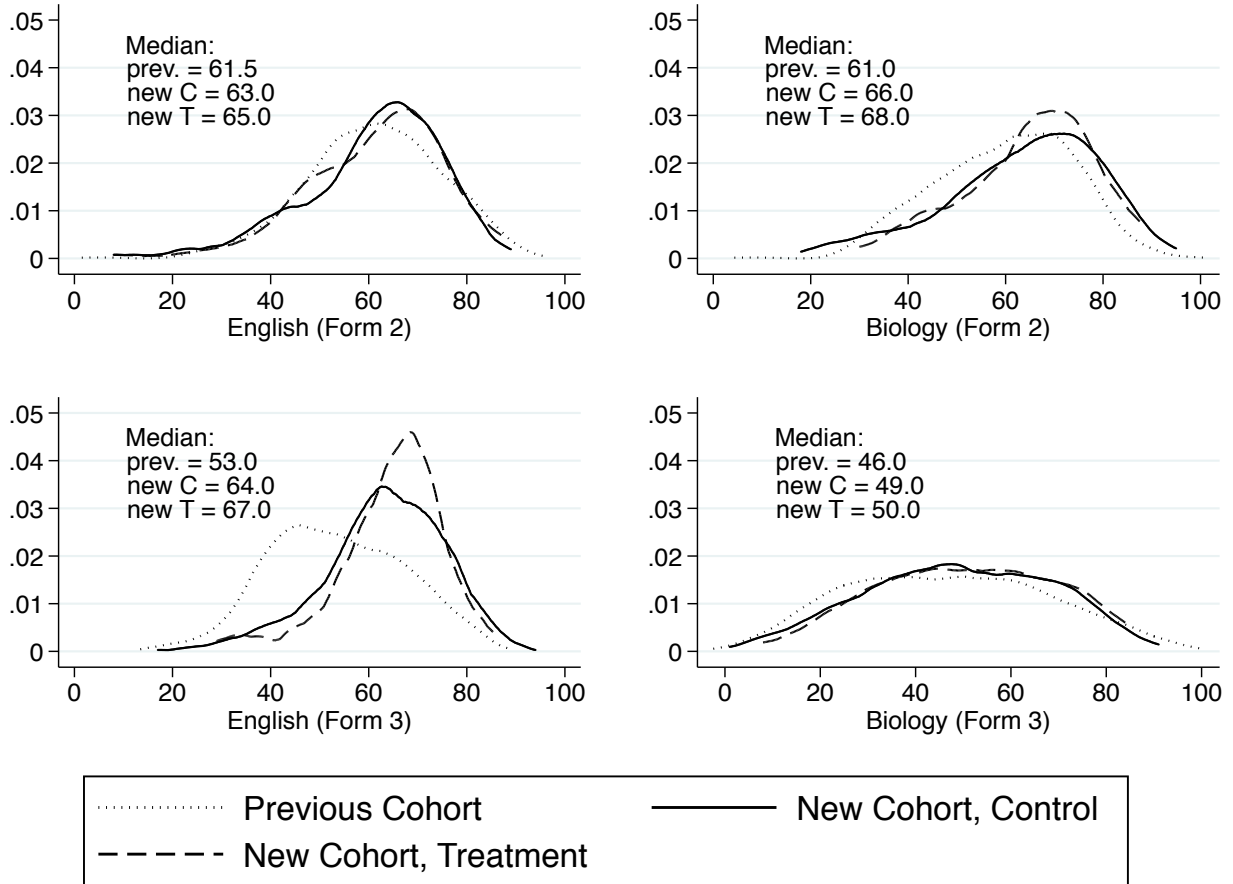 .05
.04
.03
.02
.01
0
Median:
prev. = 61.5
new C = 63.0
new T = 65.0
0 20 40 60 80 100
English (Form 2)
.05
.04
.03
.02
.01
0
Median:
prev. = 61.0
new C = 66.0
new T = 68.0
0 20 40 60 80 100
Biology (Form 2)
.05
.04
.03
.02
.01
0
Median:
prev. = 53.0
new C = 64.0
new T = 67.0
0 20 40 60 80 100
English (Form 3)
.05
.04
.03
.02
.01
0
Median:
prev. = 46.0
new C = 49.0
new T = 50.0
0 20 40 60 80 100
Biology (Form 3)
Previous Cohort
New Cohort, Control
New Cohort, Treatment